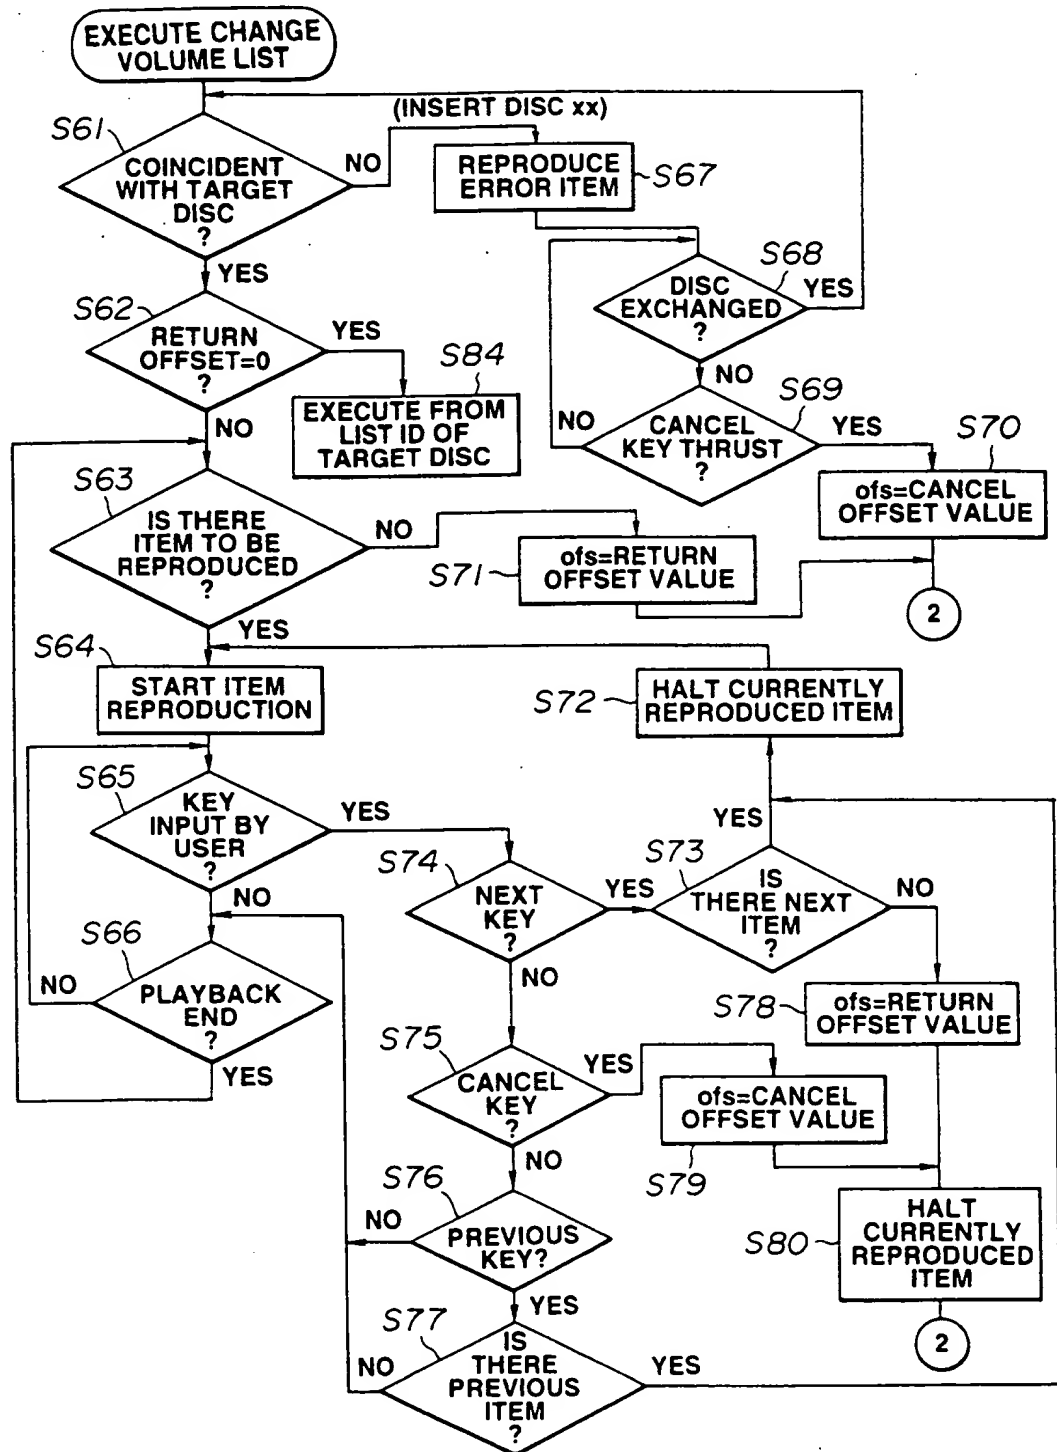 EXECUTE CHANGE
VOLUME LIST
(INSERT DISC xx)
S61
COINCIDENT
WITH TARGET
DISC
?
NO
YES
REPRODUCE
ERROR ITEM
S67
S68
DISC
EXCHANGED
?
YES
NO
S62
RETURN
OFFSET=0
?
YES
NO
S84
EXECUTE FROM
LIST ID OF
TARGET DISC
S69
CANCEL
KEY THRUST
?
NO
YES
S70
ofs=CANCEL
OFFSET VALUE
S63
IS THERE
ITEM TO BE
REPRODUCED
?
NO
YES
S71
ofs=RETURN
OFFSET VALUE
2
S64
START ITEM
REPRODUCTION
S72
HALT CURRENTLY
REPRODUCED ITEM
S65
KEY
INPUT BY
USER
?
YES
NO
S74
NEXT
KEY
?
YES
NO
S73
IS
THERE NEXT
ITEM
?
YES
NO
S66
PLAYBACK
END
?
NO
YES
S78
ofs=RETURN
OFFSET VALUE
S75
CANCEL
KEY
?
YES
NO
ofs=CANCEL
OFFSET VALUE
S79
S76
PREVIOUS
KEY?
NO
YES
S80
HALT
CURRENTLY
REPRODUCED
ITEM
2
S77
IS
THERE
PREVIOUS
ITEM
?
NO
YES